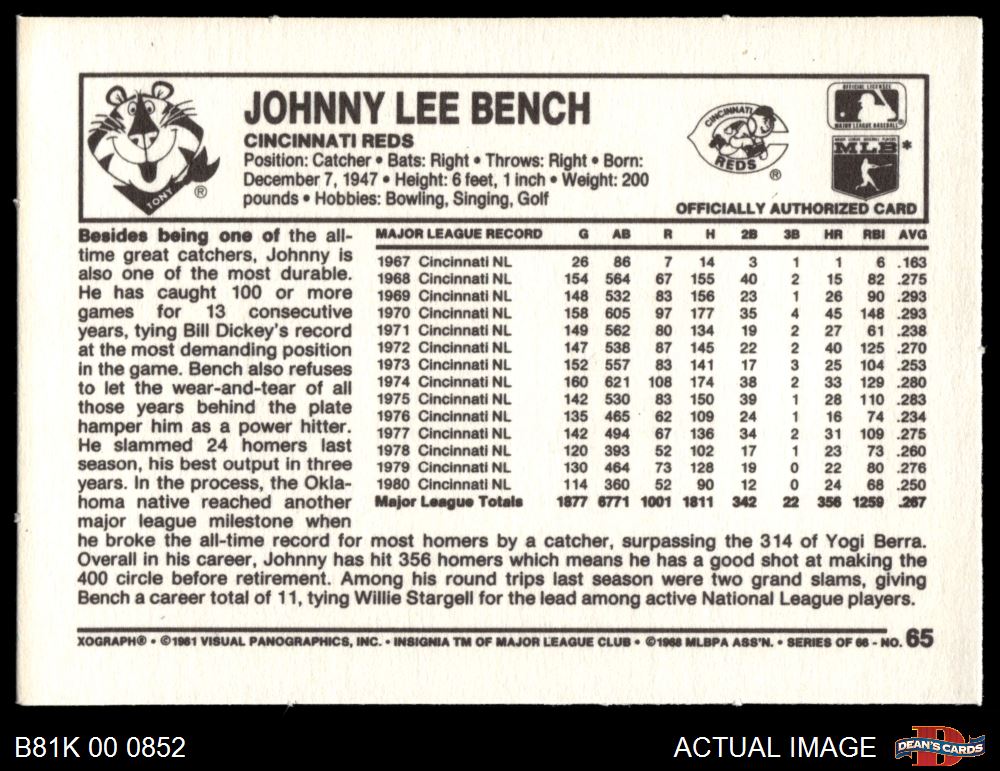 JOHNNY LEE BENCH
CINCINNATI REDS
Position: Catcher • Bats: Right • Throws: Right • Born:
December 7, 1947 • Height: 6 feet, 1 inch • Weight: 200
pounds • Hobbies: Bowling, Singing, Golf
TONY ®
CINCINNATI
REDS ®
OFFICIAL LICENSEE
MAJOR LEAGUE BASEBALL ®
MAJOR LEAGUE BASEBALL PLAYERS
MLB *
OFFICIALLY AUTHORIZED CARD
Besides being one of the all-
time great catchers, Johnny is
also one of the most durable.
He has caught 100 or more
games for 13 consecutive
years, tying Bill Dickey's record
at the most demanding position
in the game. Bench also refuses
to let the wear-and-tear of all
those years behind the plate
hamper him as a power hitter.
He slammed 24 homers last
season, his best output in three
years. In the process, the Okla-
homa native reached another
major league milestone when
he broke the all-time record for most homers by a catcher, surpassing the 314 of Yogi Berra.
Overall in his career, Johnny has hit 356 homers which means he has a good shot at making the
400 circle before retirement. Among his round trips last season were two grand slams, giving
Bench a career total of 11, tying Willie Stargell for the lead among active National League players.
MAJOR LEAGUE RECORD G AB R H 2B 3B HR RBI AVG
1967 Cincinnati NL 26 86 7 14 3 1 1 6 .163
1968 Cincinnati NL 154 564 67 155 40 2 15 82 .275
1969 Cincinnati NL 148 532 83 156 23 1 26 90 .293
1970 Cincinnati NL 158 605 97 177 35 4 45 148 .293
1971 Cincinnati NL 149 562 80 134 19 2 27 61 .238
1972 Cincinnati NL 147 538 87 145 22 2 40 125 .270
1973 Cincinnati NL 152 557 83 141 17 3 25 104 .253
1974 Cincinnati NL 160 621 108 174 38 2 33 129 .280
1975 Cincinnati NL 142 530 83 150 39 1 28 110 .283
1976 Cincinnati NL 135 465 62 109 24 1 16 74 .234
1977 Cincinnati NL 142 494 67 136 34 2 31 109 .275
1978 Cincinnati NL 120 393 52 102 17 1 23 73 .260
1979 Cincinnati NL 130 464 73 128 19 0 22 80 .276
1980 Cincinnati NL 114 360 52 90 12 0 24 68 .250
Major League Totals 1877 6771 1001 1811 342 22 356 1259 .267
XOGRAPH® • ©1981 VISUAL PANOGRAPHICS, INC. • INSIGNIA TM OF MAJOR LEAGUE CLUB • ©1968 MLBPA ASS'N. • SERIES OF 66 - NO. 65
B81K 00 0852
ACTUAL IMAGE
DEAN'S CARDS